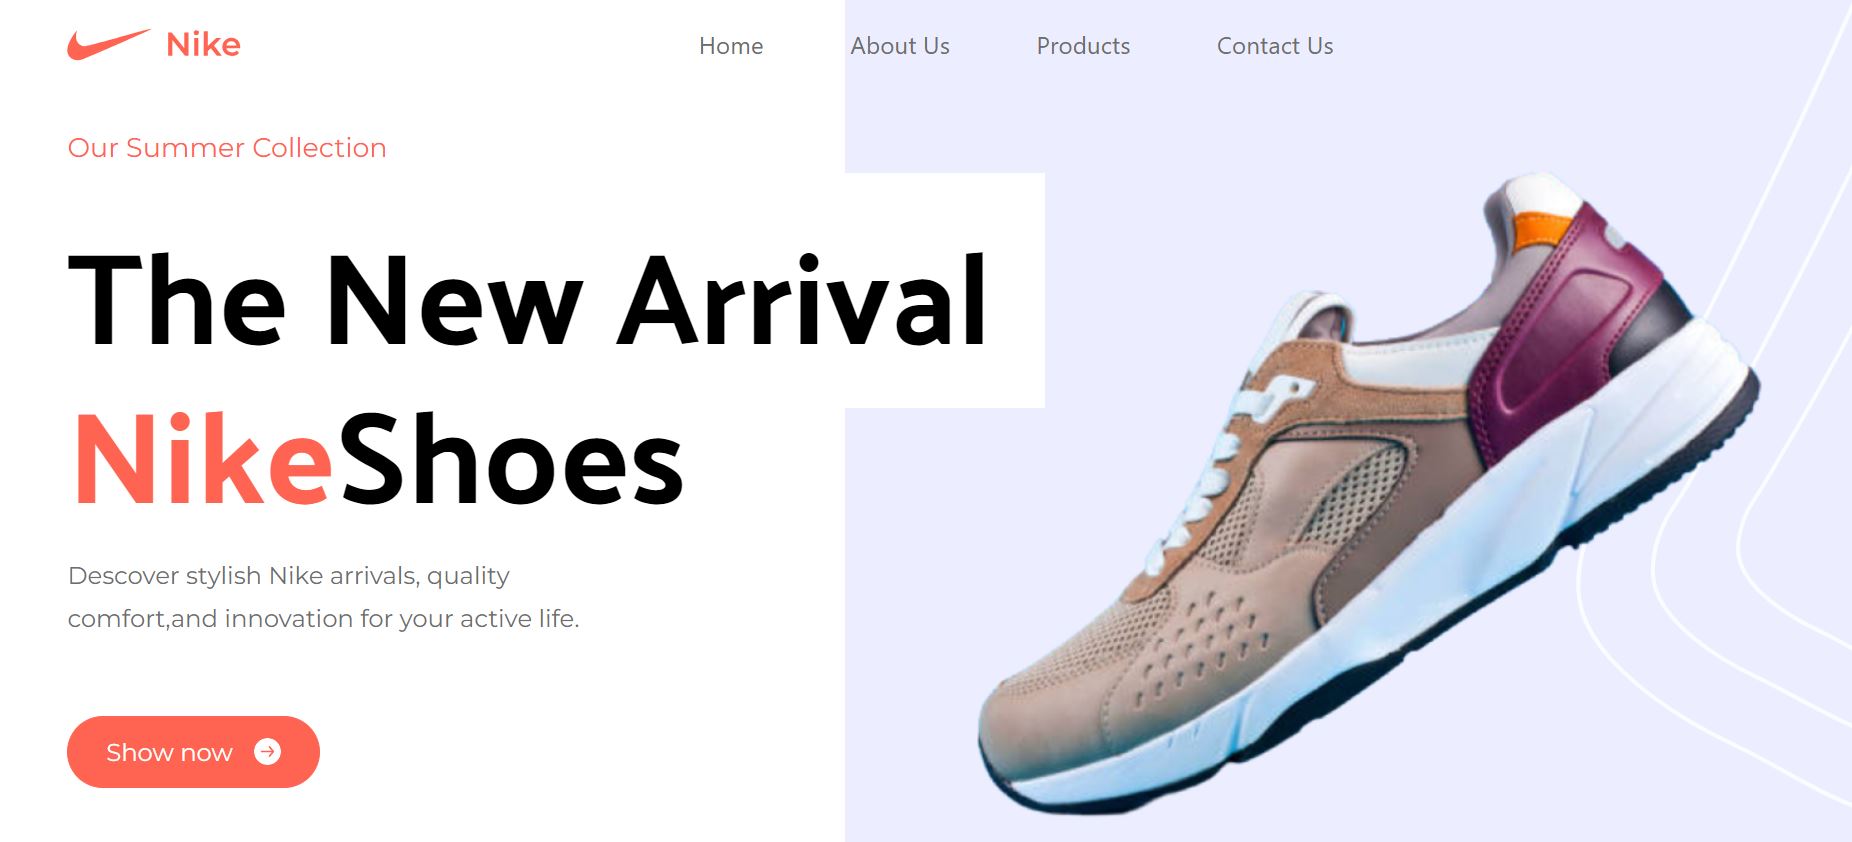 Nike
Home About Us Products Contact Us
Our Summer Collection
The New Arrival
NikeShoes
Descover stylish Nike arrivals, quality
comfort,and innovation for your active life.
Show now